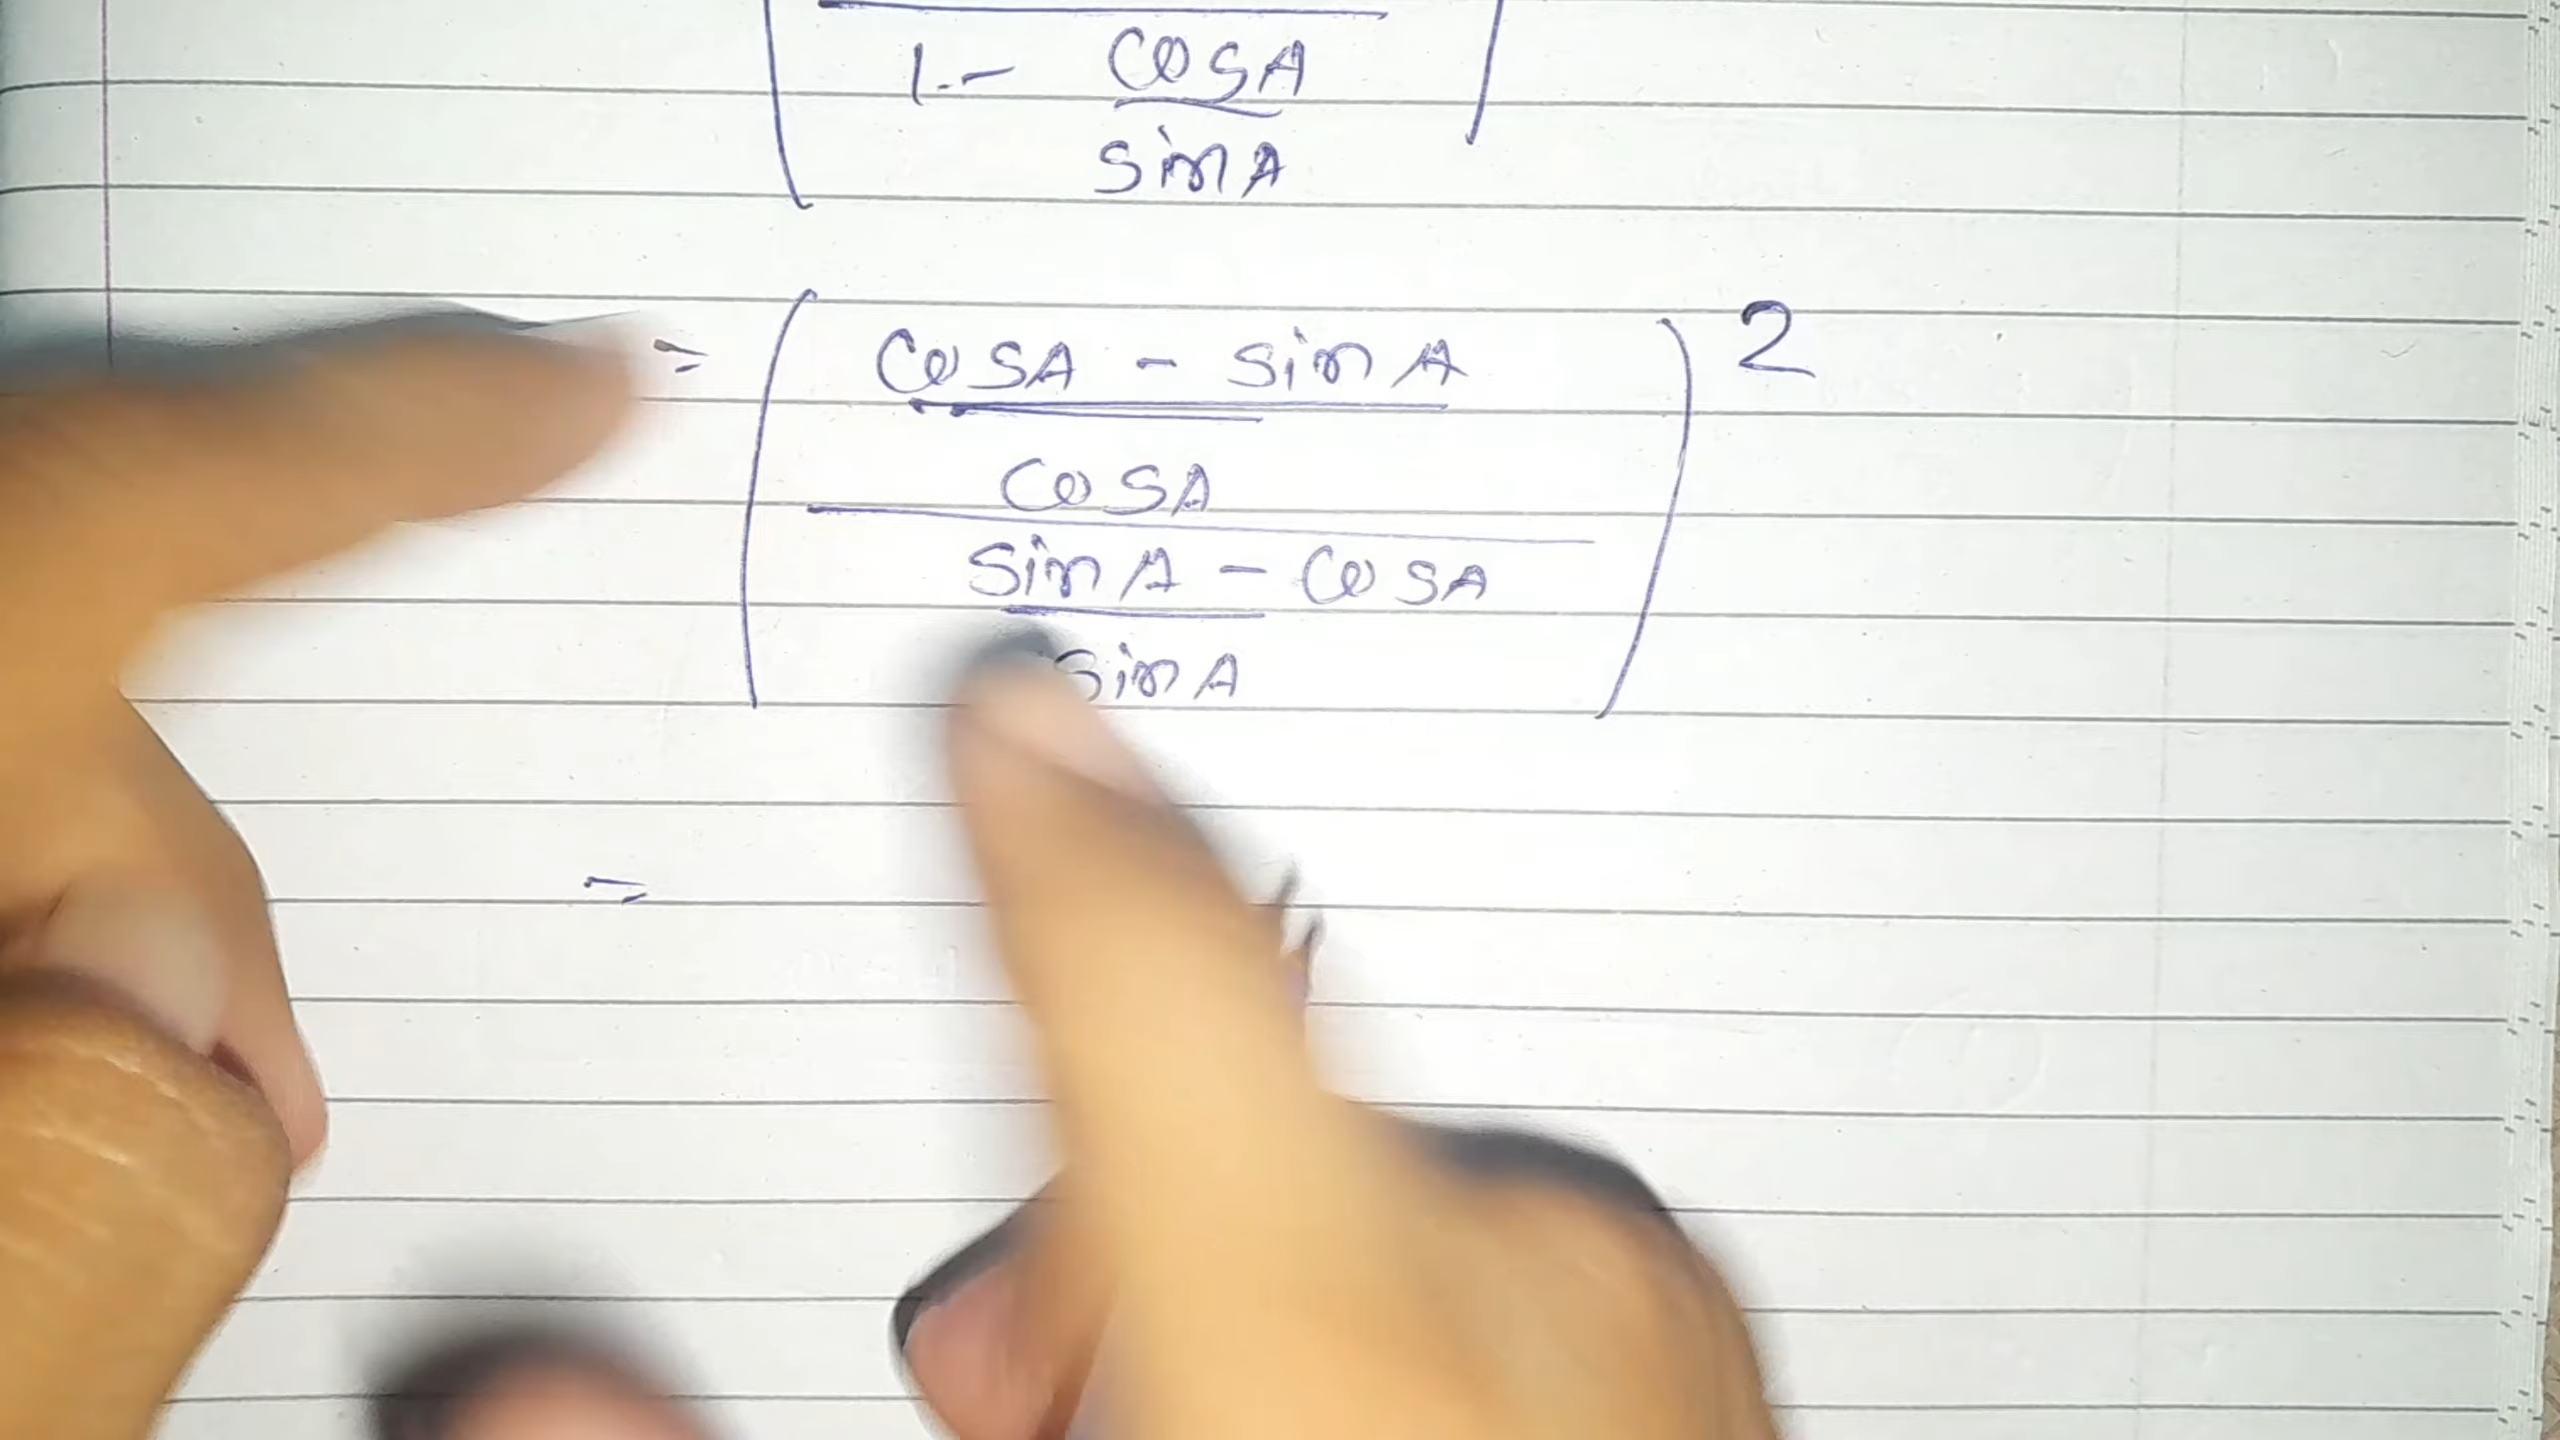 1 - cosA
sinA
= ( cosA - sinA ) 2
cosA
sinA - cosA
sinA
=